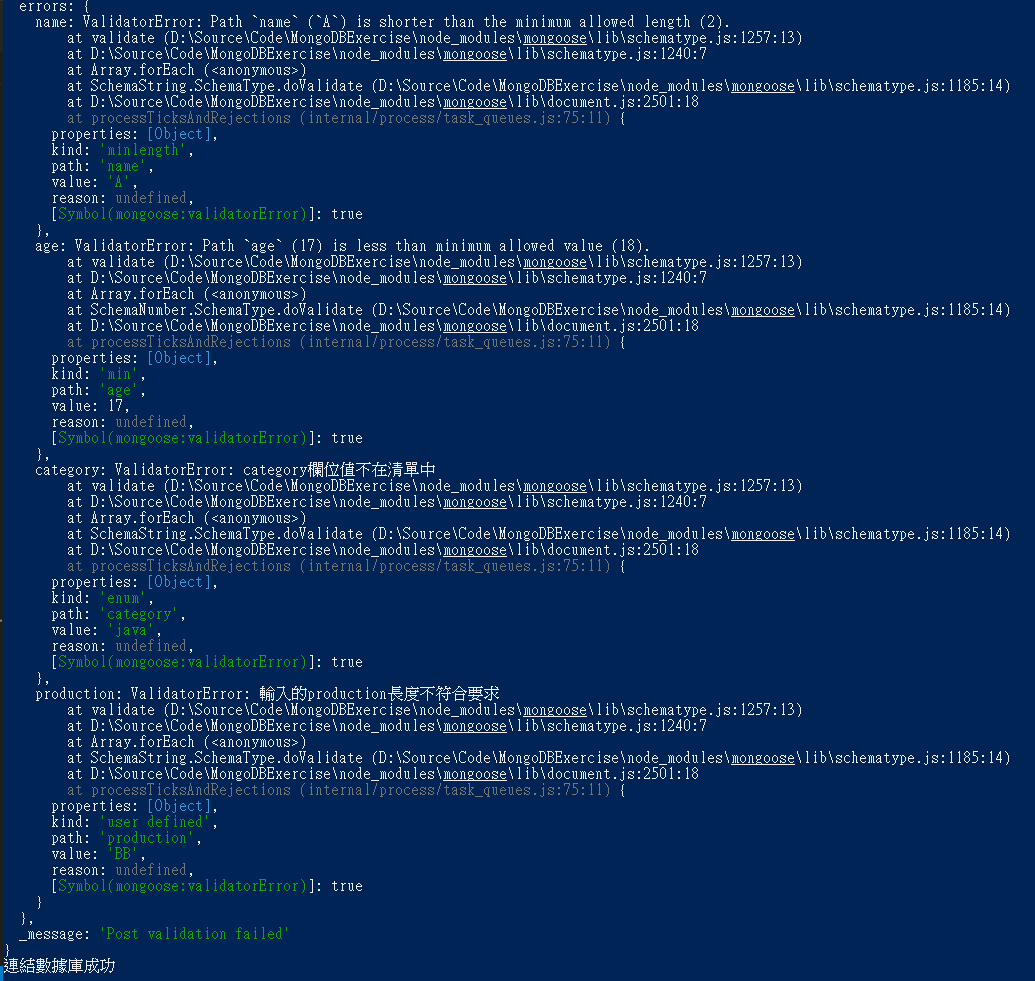 errors: {
name: ValidatorError: Path `name` (`A`) is shorter than the minimum allowed length (2).
at validate (D:\Source\Code\MongoDBExercise\node_modules\mongoose\lib\schematype.js:1257:13)
at D:\Source\Code\MongoDBExercise\node_modules\mongoose\lib\schematype.js:1240:7
at Array.forEach (<anonymous>)
at SchemaString.SchemaType.doValidate (D:\Source\Code\MongoDBExercise\node_modules\mongoose\lib\schematype.js:1185:14)
at D:\Source\Code\MongoDBExercise\node_modules\mongoose\lib\document.js:2501:18
at processTicksAndRejections (internal/process/task_queues.js:75:11) {
properties: [Object],
kind: 'minlength',
path: 'name',
value: 'A',
reason: undefined,
[Symbol(mongoose:validatorError)]: true
},
age: ValidatorError: Path `age` (17) is less than minimum allowed value (18).
at validate (D:\Source\Code\MongoDBExercise\node_modules\mongoose\lib\schematype.js:1257:13)
at D:\Source\Code\MongoDBExercise\node_modules\mongoose\lib\schematype.js:1240:7
at Array.forEach (<anonymous>)
at SchemaNumber.SchemaType.doValidate (D:\Source\Code\MongoDBExercise\node_modules\mongoose\lib\schematype.js:1185:14)
at D:\Source\Code\MongoDBExercise\node_modules\mongoose\lib\document.js:2501:18
at processTicksAndRejections (internal/process/task_queues.js:75:11) {
properties: [Object],
kind: 'min',
path: 'age',
value: 17,
reason: undefined,
[Symbol(mongoose:validatorError)]: true
},
category: ValidatorError: category欄位值不在清單中
at validate (D:\Source\Code\MongoDBExercise\node_modules\mongoose\lib\schematype.js:1257:13)
at D:\Source\Code\MongoDBExercise\node_modules\mongoose\lib\schematype.js:1240:7
at Array.forEach (<anonymous>)
at SchemaString.SchemaType.doValidate (D:\Source\Code\MongoDBExercise\node_modules\mongoose\lib\schematype.js:1185:14)
at D:\Source\Code\MongoDBExercise\node_modules\mongoose\lib\document.js:2501:18
at processTicksAndRejections (internal/process/task_queues.js:75:11) {
properties: [Object],
kind: 'enum',
path: 'category',
value: 'java',
reason: undefined,
[Symbol(mongoose:validatorError)]: true
},
production: ValidatorError: 輸入的production長度不符合要求
at validate (D:\Source\Code\MongoDBExercise\node_modules\mongoose\lib\schematype.js:1257:13)
at D:\Source\Code\MongoDBExercise\node_modules\mongoose\lib\schematype.js:1240:7
at Array.forEach (<anonymous>)
at SchemaString.SchemaType.doValidate (D:\Source\Code\MongoDBExercise\node_modules\mongoose\lib\schematype.js:1185:14)
at D:\Source\Code\MongoDBExercise\node_modules\mongoose\lib\document.js:2501:18
at processTicksAndRejections (internal/process/task_queues.js:75:11) {
properties: [Object],
kind: 'user defined',
path: 'production',
value: 'BB',
reason: undefined,
[Symbol(mongoose:validatorError)]: true
}
},
_message: 'Post validation failed'
}
連結數據庫成功